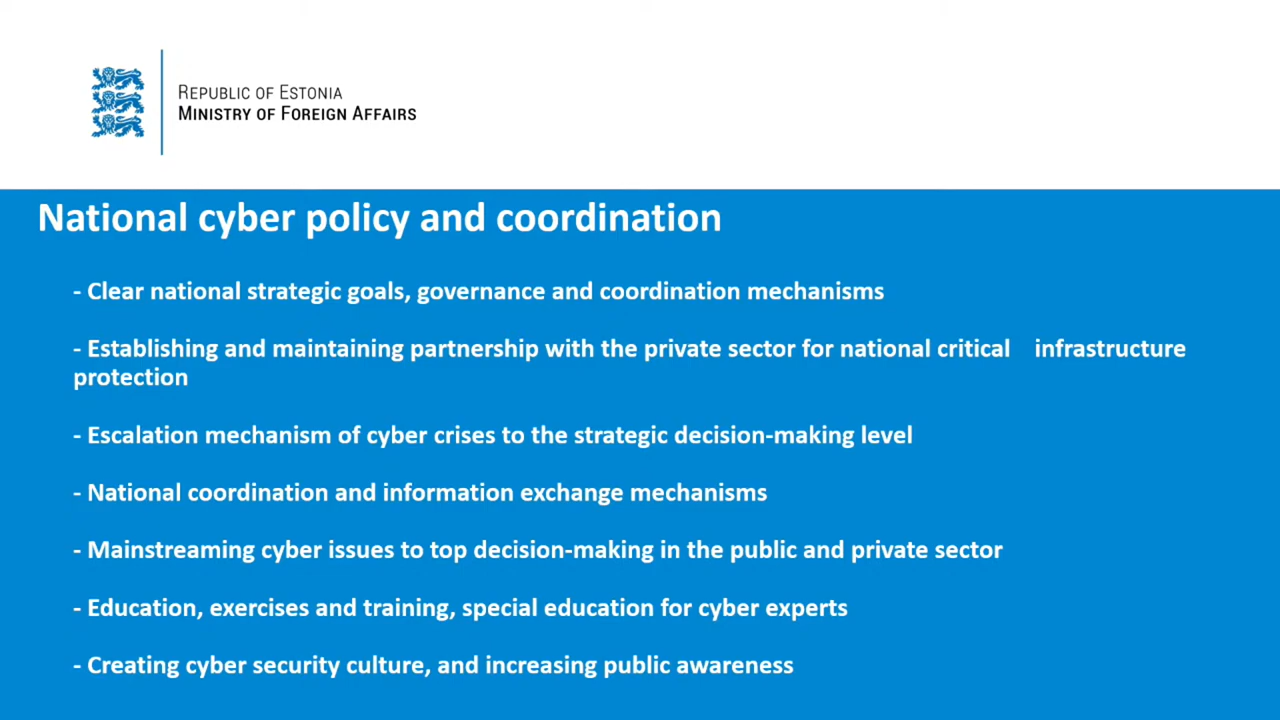 REPUBLIC OF ESTONIA
MINISTRY OF FOREIGN AFFAIRS
National cyber policy and coordination
- Clear national strategic goals, governance and coordination mechanisms
- Establishing and maintaining partnership with the private sector for national critical infrastructure
protection
- Escalation mechanism of cyber crises to the strategic decision-making level
- National coordination and information exchange mechanisms
- Mainstreaming cyber issues to top decision-making in the public and private sector
- Education, exercises and training, special education for cyber experts
- Creating cyber security culture, and increasing public awareness